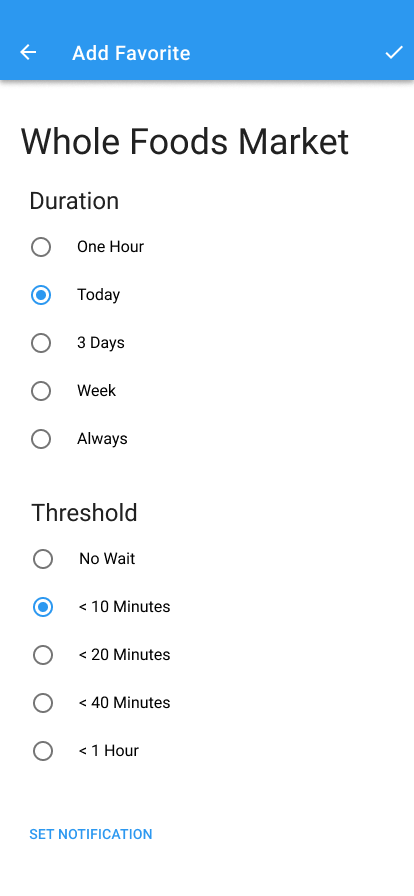 Add Favorite
Whole Foods Market
Duration
One Hour
Today
3 Days
Week
Always
Threshold
No Wait
< 10 Minutes
< 20 Minutes
< 40 Minutes
< 1 Hour
SET NOTIFICATION